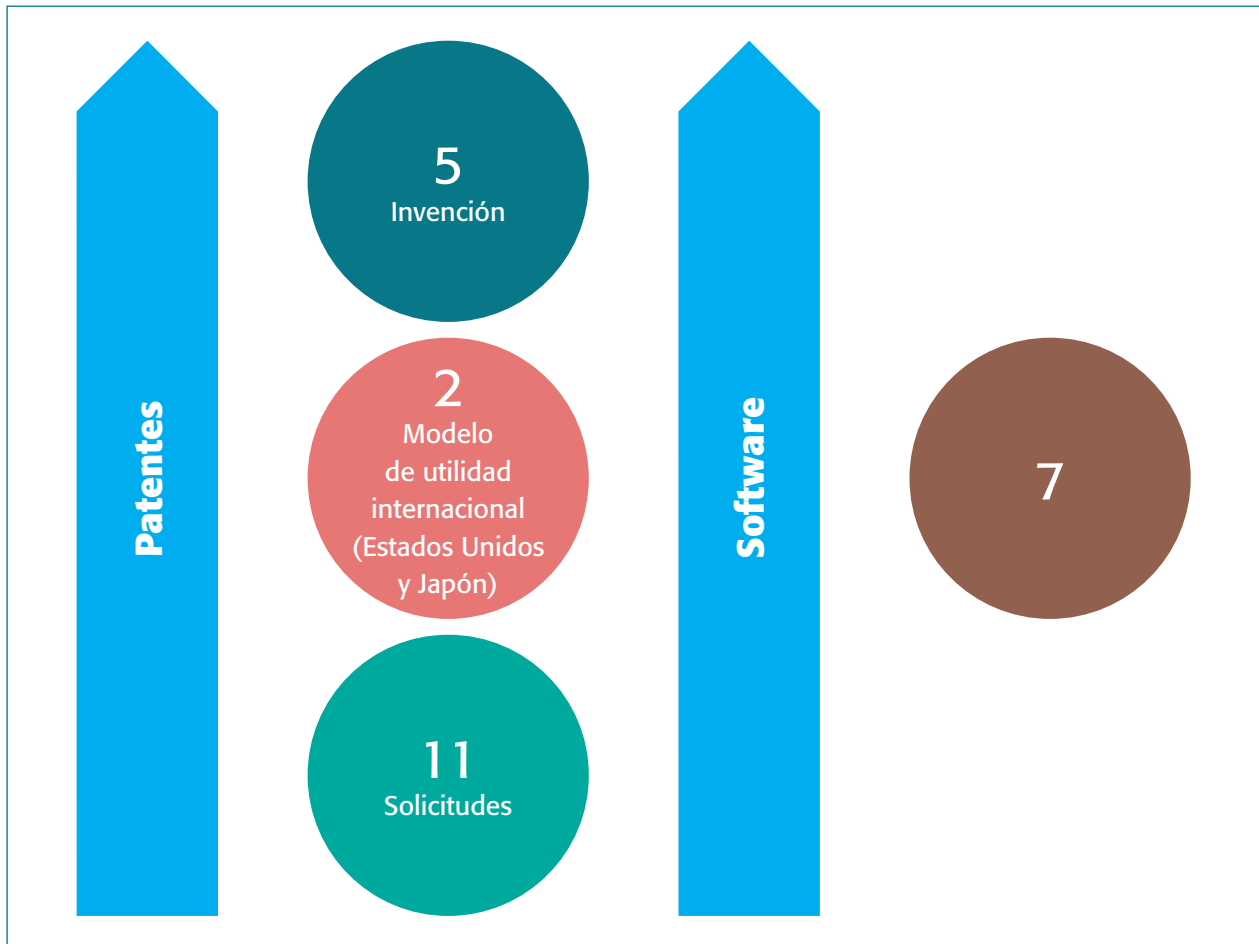 Patentes
5
Invención
2
Modelo
de utilidad
internacional
(Estados Unidos
y Japón)
11
Solicitudes
Software
7